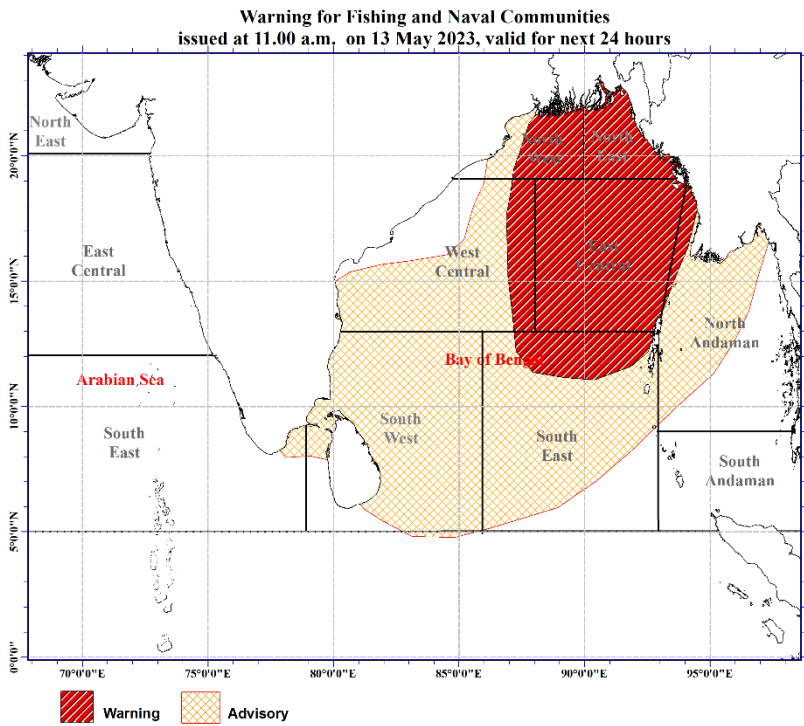 Warning for Fishing and Naval Communities
issued at 11.00 a.m. on 13 May 2023, valid for next 24 hours
North
East
North
West
North
East
20°0'0"N
East
Central
West
Central
East
Central
15°0'0"N
North
Andaman
Bay of Bengal
Arabian Sea
10°0'0"N
South
East
South
West
South
East
South
Andaman
5°0'0"N
0°0'0"N
70°0'0"E
75°0'0"E
80°0'0"E
85°0'0"E
90°0'0"E
95°0'0"E
Warning
Advisory